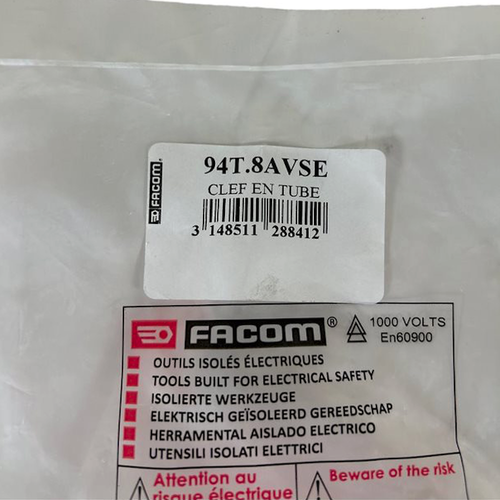 94T.8AVSE
CLEF EN TUBE
FACOM
3 148511 288412
FACOM® 1000 VOLTS
En60900
OUTILS ISOLÉS ÉLECTRIQUES
TOOLS BUILT FOR ELECTRICAL SAFETY
ISOLIERTE WERKZEUGE
ELEKTRISCH GEÏSOLEERD GEREEDSCHAP
HERRAMENTAL AISLADO ELECTRICO
UTENSILI ISOLATI ELETTRICI
Attention au
risque électrique
Beware of the risk